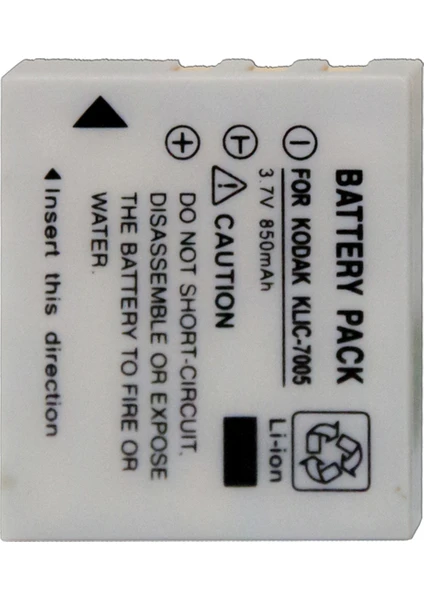 BATTERY PACK
FOR KODAK KLIC-7005
3.7V 850mAh
Li-ion
CAUTION
DO NOT SHORT-CIRCUIT,
DISASSEMBLE OR EXPOSE
THE BATTERY TO FIRE OR
WATER.
Insert this direction